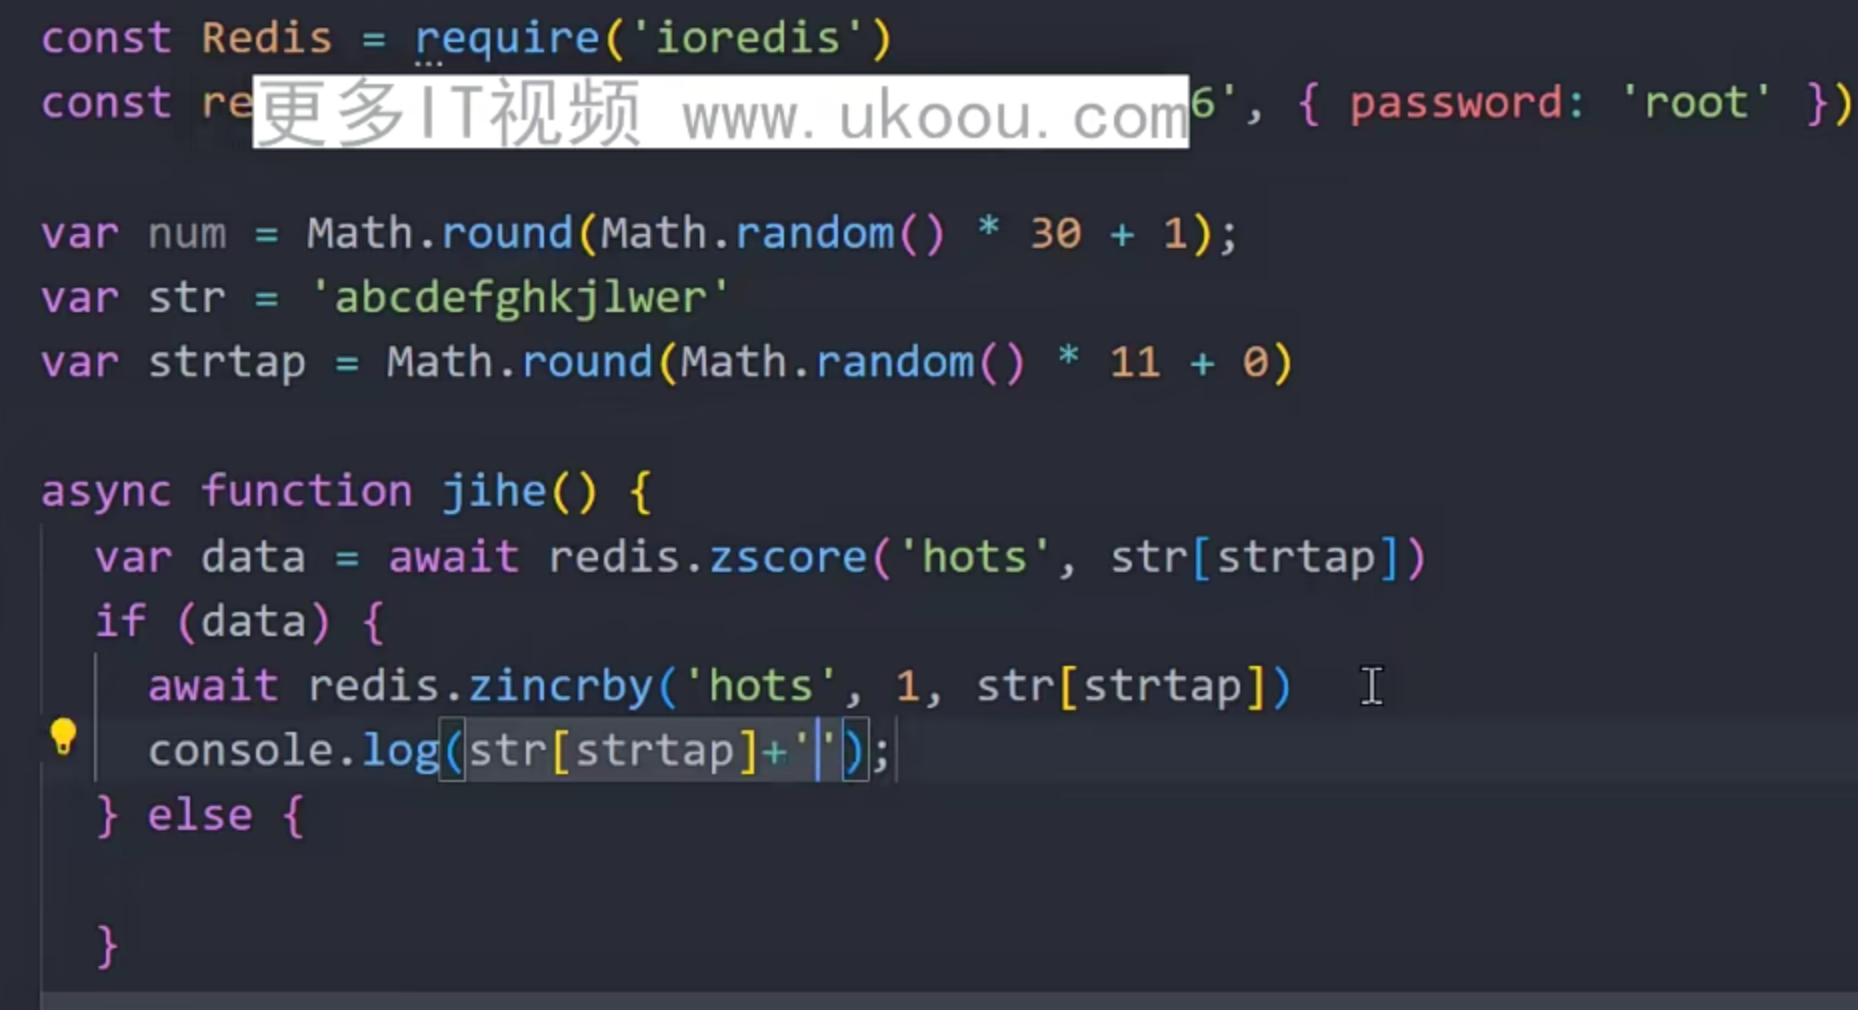 const Redis = require('ioredis')
const re
更多IT视频 www.ukoou.com
6', { password: 'root' })
var num = Math.round(Math.random() * 30 + 1);
var str = 'abcdefghkjlwer'
var strtap = Math.round(Math.random() * 11 + 0)
async function jihe() {
var data = await redis.zscore('hots', str[strtap])
if (data) {
await redis.zincrby('hots', 1, str[strtap])
console.log(str[strtap]+'');
} else {
}